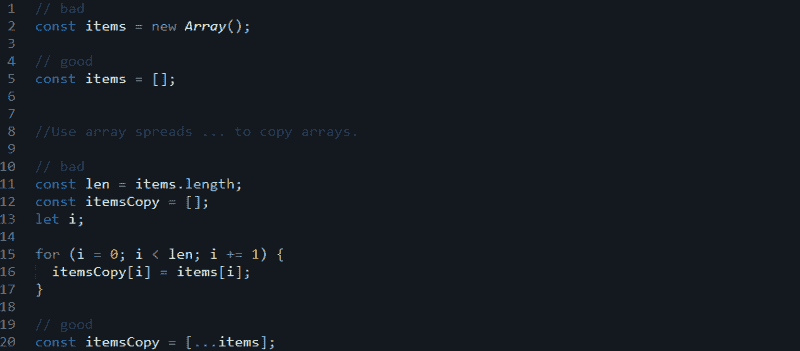 1 // bad
2 const items = new Array();
3
4 // good
5 const items = [];
6
7
8 //Use array spreads ... to copy arrays.
9
10 // bad
11 const len = items.length;
12 const itemsCopy = [];
13 let i;
14
15 for (i = 0; i < len; i += 1) {
16   itemsCopy[i] = items[i];
17 }
18
19 // good
20 const itemsCopy = [...items];